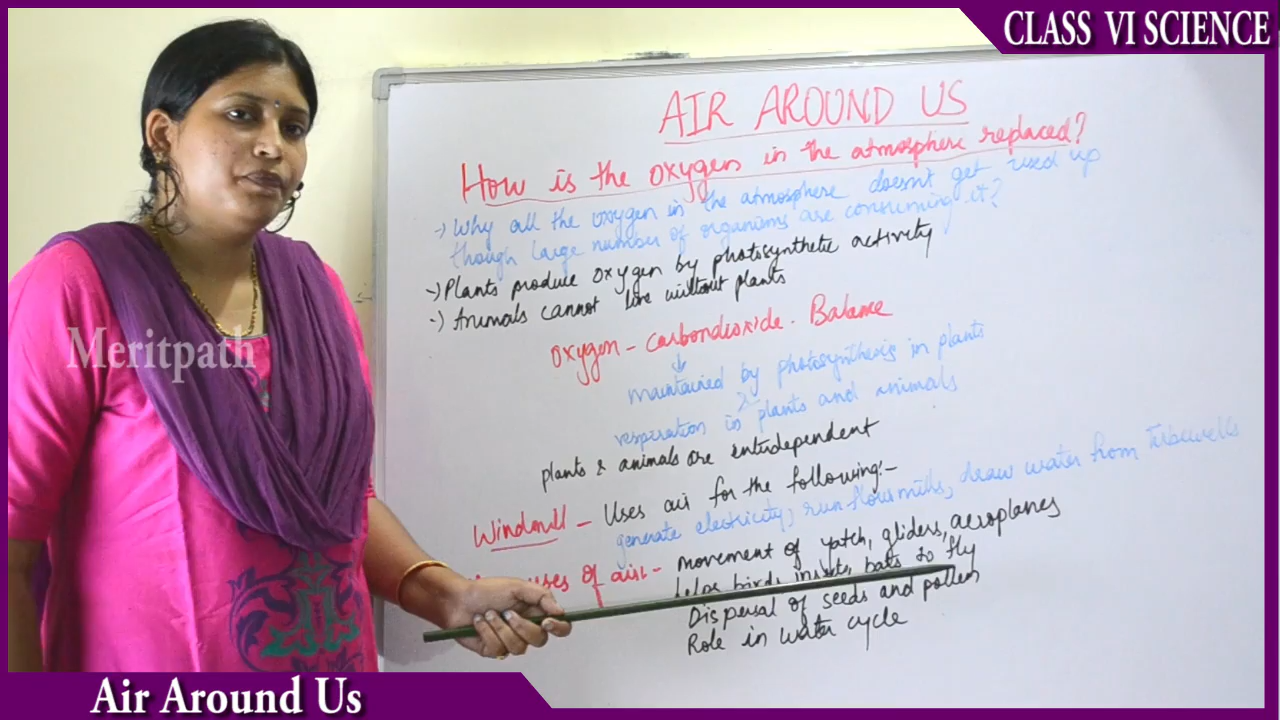 CLASS VI SCIENCE
AIR AROUND US
How is the oxygen in the atmosphere replaced?
-) Why all the oxygen in the atmosphere doesn't get used up
though large number of organisms are consuming it?
-) Plants produce oxygen by photosynthetic activity
-) Animals cannot live without plants
Oxygen - carbondioxide. Balance
maintained by photosynthesis in plants
&
respiration in plants and animals
plants & animals are interdependent
Windmill - Uses air for the following:-
generate electricity, run flourmills, draw water from Tubewells
uses of air:- movement of yatch, gliders, aeroplanes
helps birds, insects, bats to fly
Dispersal of seeds and pollen
Role in water cycle
Meritpath
Air Around Us